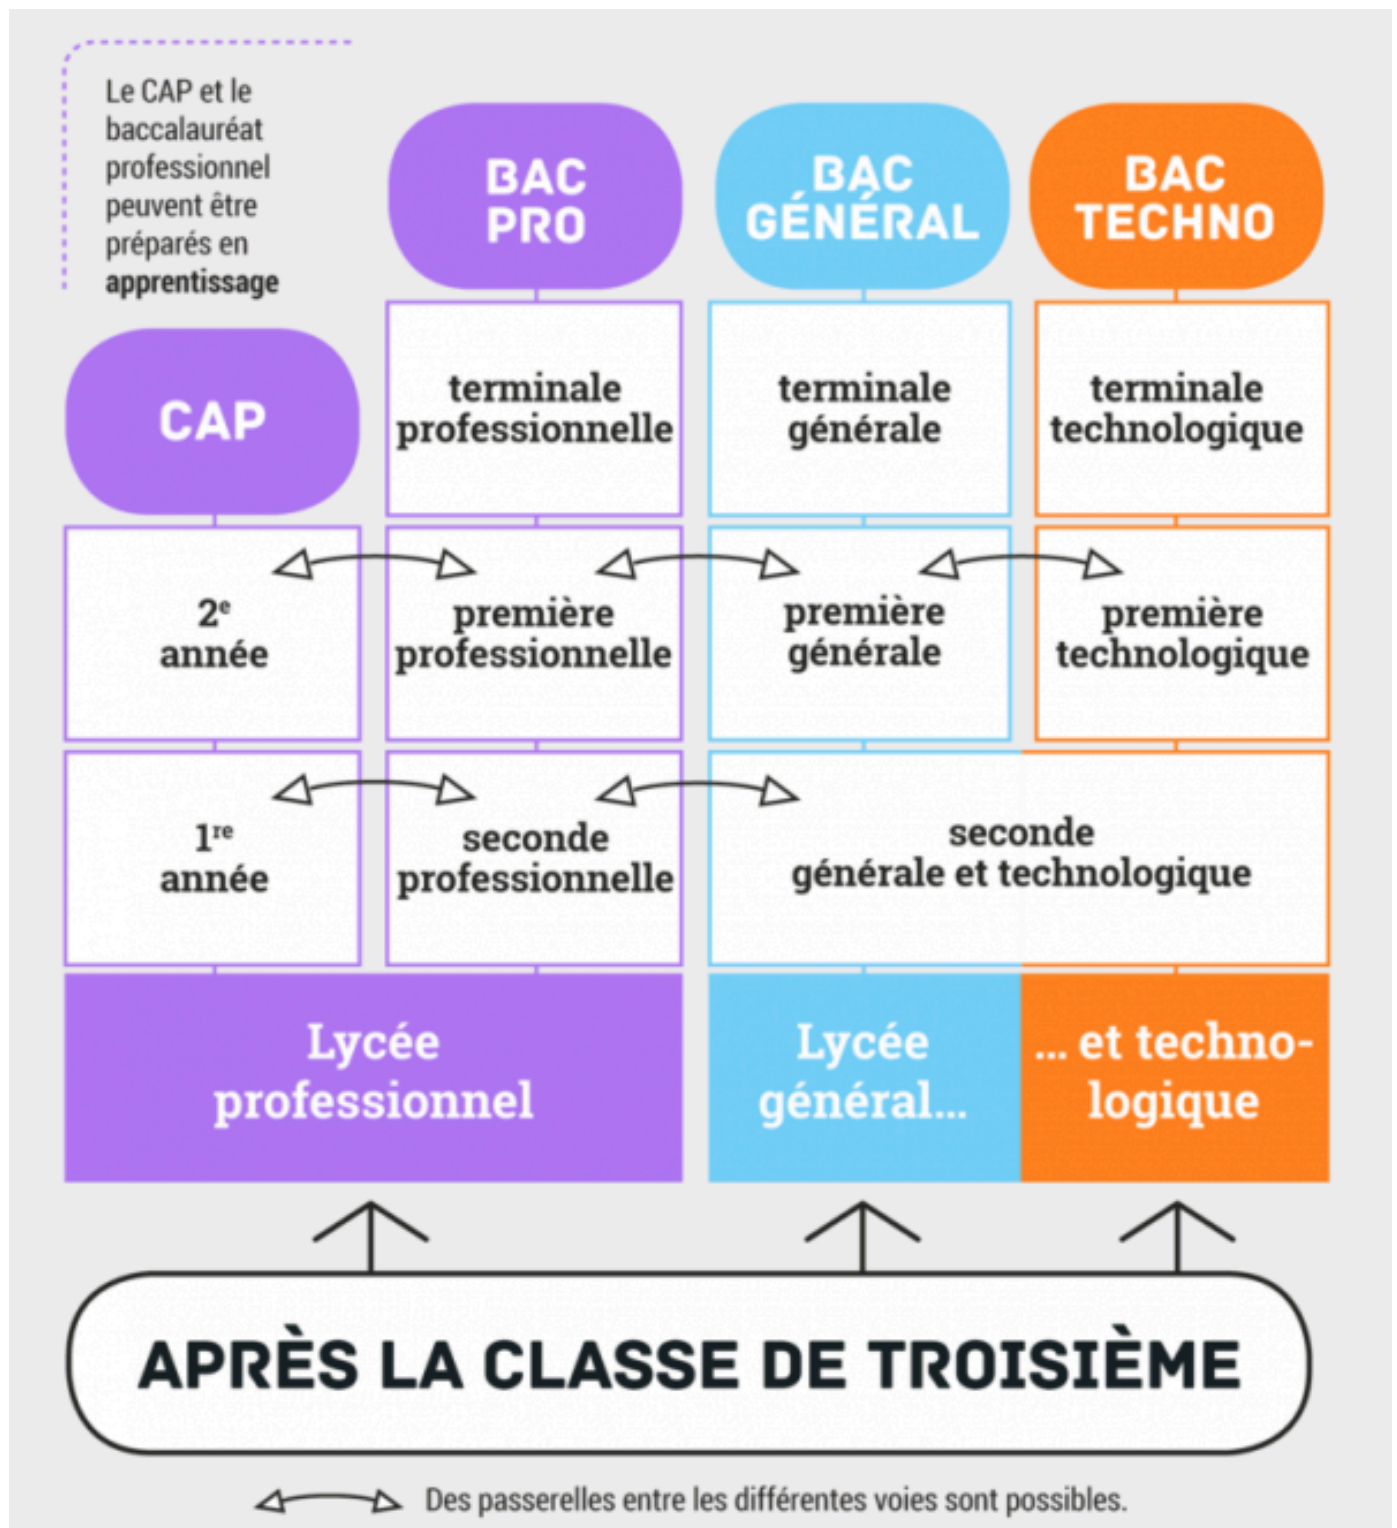 Le CAP et le
baccalauréat
professionnel
peuvent être
préparés en
apprentissage
BAC
PRO
BAC
GÉNÉRAL
BAC
TECHNO
CAP
terminale
professionnelle
terminale
générale
terminale
technologique
2e
année
première
professionnelle
première
générale
première
technologique
1re
année
seconde
professionnelle
seconde
générale et technologique
Lycée
professionnel
Lycée
général...
... et techno-
logique
APRÈS LA CLASSE DE TROISIÈME
Des passerelles entre les différentes voies sont possibles.